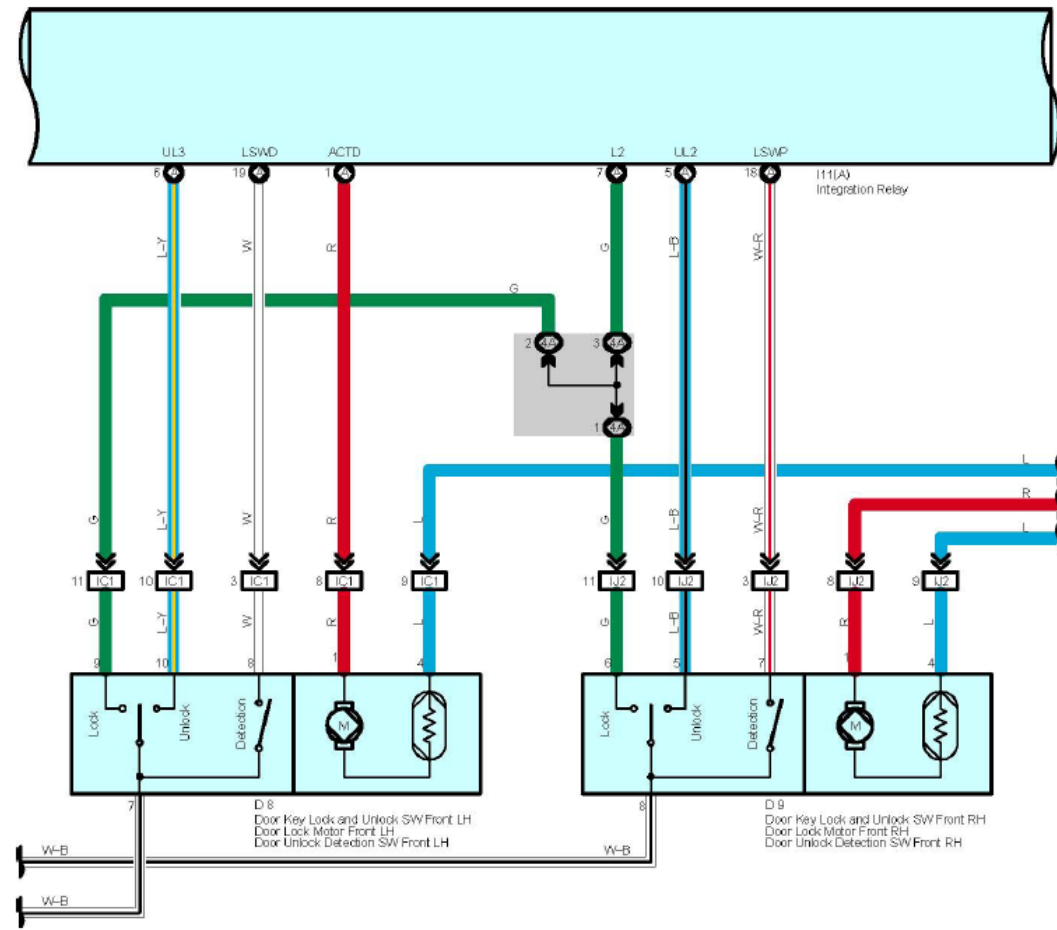 UL3 LSWD ACTD L2 UL2 LSWP
6 A 19 A 1 A 7 A 5 A 18 A
I11(A)
Integration Relay
L-Y W R G L-B W-R
G
2 4A 3 4A
1 4A
L
R
L
G L-Y W R L G L-B W-R
11 IC1 10 IC1 3 IC1 8 IC1 9 IC1 11 IJ2 10 IJ2 3 IJ2 8 IJ2 9 IJ2
G L-Y W R L G L-B W-R R L
9 10 8 1 4 6 5 7 1 4
Lock Unlock Detection M Lock Unlock Detection M
7 8
D 8
Door Key Lock and Unlock SW Front LH
Door Lock Motor Front LH
Door Unlock Detection SW Front LH
D 9
Door Key Lock and Unlock SW Front RH
Door Lock Motor Front RH
Door Unlock Detection SW Front RH
W-B W-B
W-B